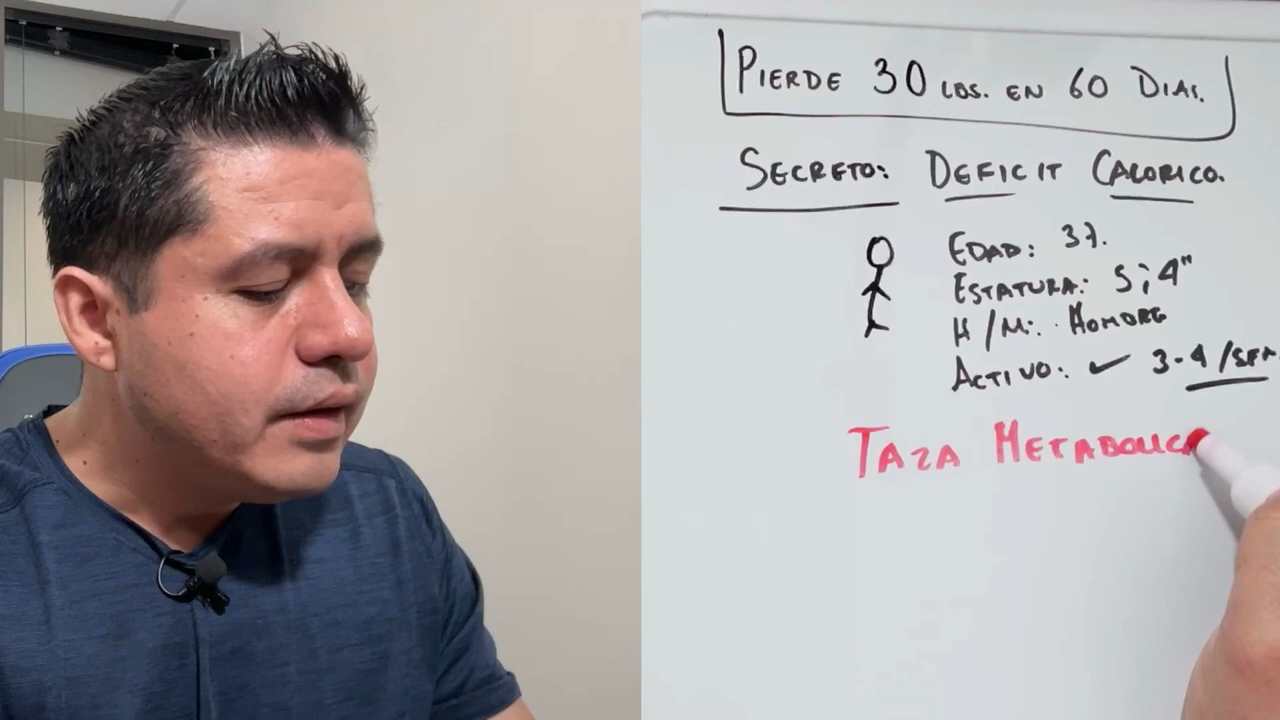 PIERDE 30 LBS. EN 60 DIAS.
SECRETO: DEFICIT CALORICO.
EDAD: 37.
ESTATURA: 5;4"
H/M: HOMBRE
ACTIVO: ✓ 3-4/SEM
TAZA METABOLICA